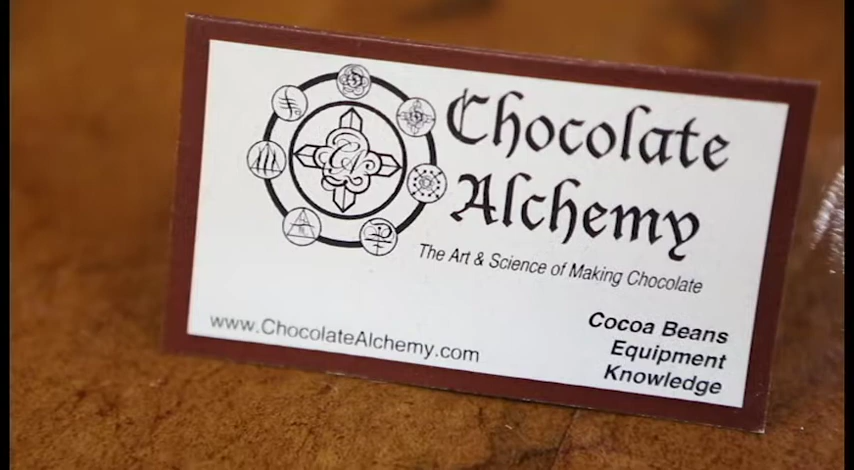 Chocolate
Alchemy
The Art & Science of Making Chocolate
www.ChocolateAlchemy.com
Cocoa Beans
Equipment
Knowledge